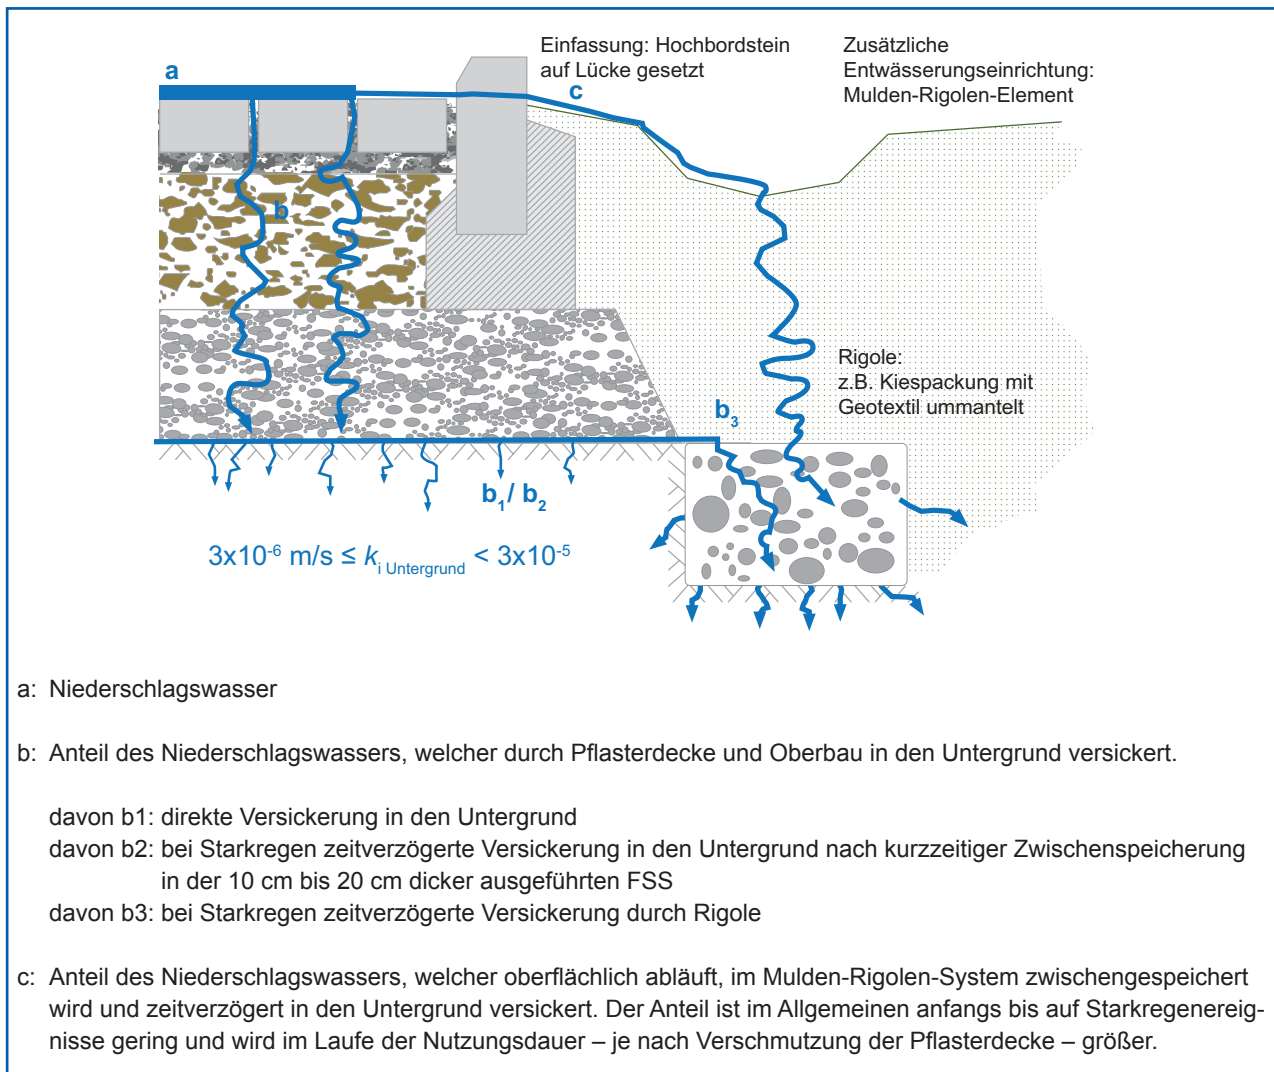 Einfassung: Hochbordstein
auf Lücke gesetzt
Zusätzliche
Entwässerungseinrichtung:
Mulden-Rigolen-Element
a
c
b
Rigole:
z.B. Kiespackung mit
Geotextil ummantelt
b₃
b₁/ b₂
3x10⁻⁶ m/s ≤ kᵢ Untergrund < 3x10⁻⁵
a: Niederschlagswasser
b: Anteil des Niederschlagswassers, welcher durch Pflasterdecke und Oberbau in den Untergrund versickert.
davon b1: direkte Versickerung in den Untergrund
davon b2: bei Starkregen zeitverzögerte Versickerung in den Untergrund nach kurzzeitiger Zwischenspeicherung
in der 10 cm bis 20 cm dicker ausgeführten FSS
davon b3: bei Starkregen zeitverzögerte Versickerung durch Rigole
c: Anteil des Niederschlagswassers, welcher oberflächlich abläuft, im Mulden-Rigolen-System zwischengespeichert
wird und zeitverzögert in den Untergrund versickert. Der Anteil ist im Allgemeinen anfangs bis auf Starkregenereig-
nisse gering und wird im Laufe der Nutzungsdauer – je nach Verschmutzung der Pflasterdecke – größer.